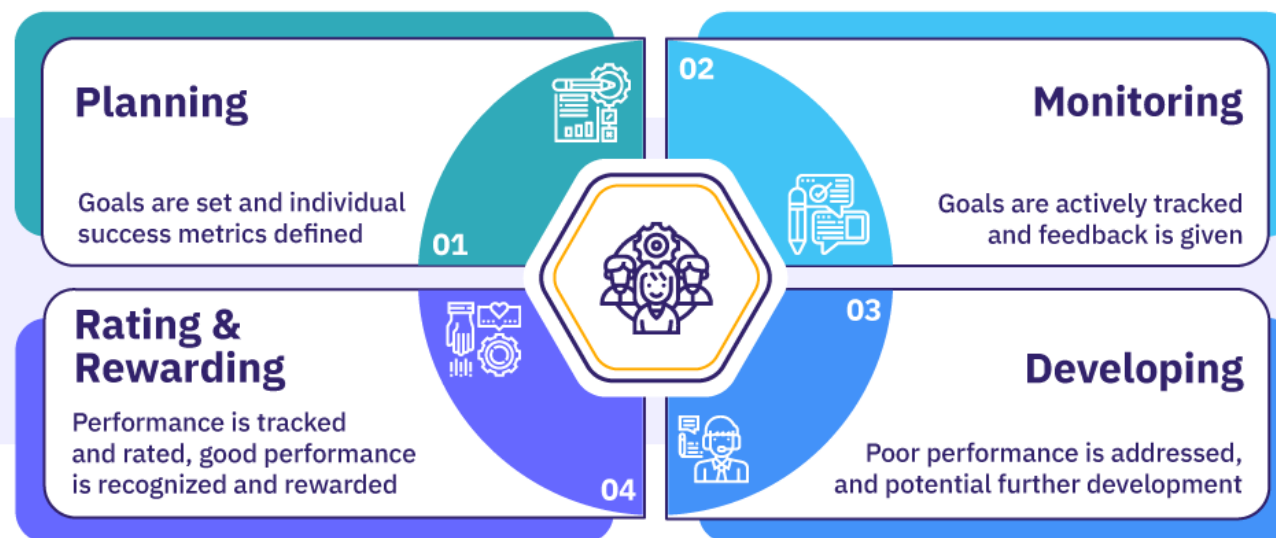 Planning
Goals are set and individual
success metrics defined
01
02
Monitoring
Goals are actively tracked
and feedback is given
03
Developing
Poor performance is addressed,
and potential further development
Rating &
Rewarding
Performance is tracked
and rated, good performance
is recognized and rewarded
04